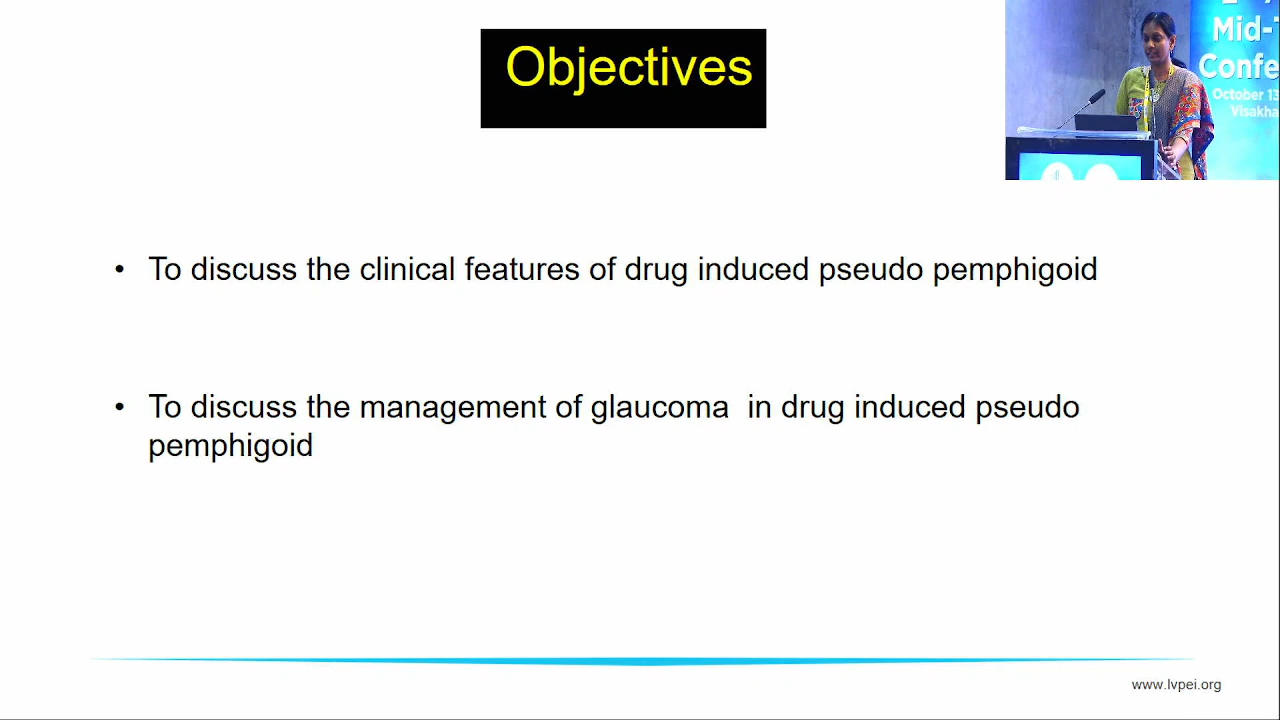 Objectives
Mid-
Confe
October 13
Visakha
• To discuss the clinical features of drug induced pseudo pemphigoid
• To discuss the management of glaucoma in drug induced pseudo
pemphigoid
www.lvpei.org